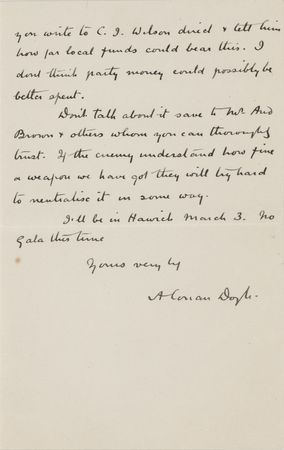 you write to C. I. Wilson direct & tell him
how far local funds could bear this. I
dont think party money could possibly be
better spent.
Don't talk about it save to Mr And
Brown & others whom you can thoroughly
trust. If the enemy understand how fine
a weapon we have got they will try hard
to neutralise it in some way.
I'll be in Hawick March 3. No
Gala this time
Yours very ty
A Conan Doyle.